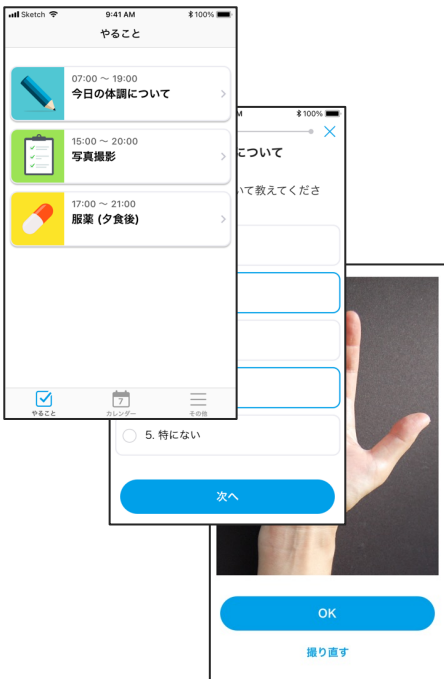 Sketch 9:41 AM 100%
やること
07:00 〜 19:00
今日の体調について
15:00 〜 20:00
写真撮影
17:00 〜 21:00
服薬 (夕食後)
やること
7
カレンダー
その他
M 100%
について
いて教えてくださ
5. 特にない
次へ
OK
撮り直す